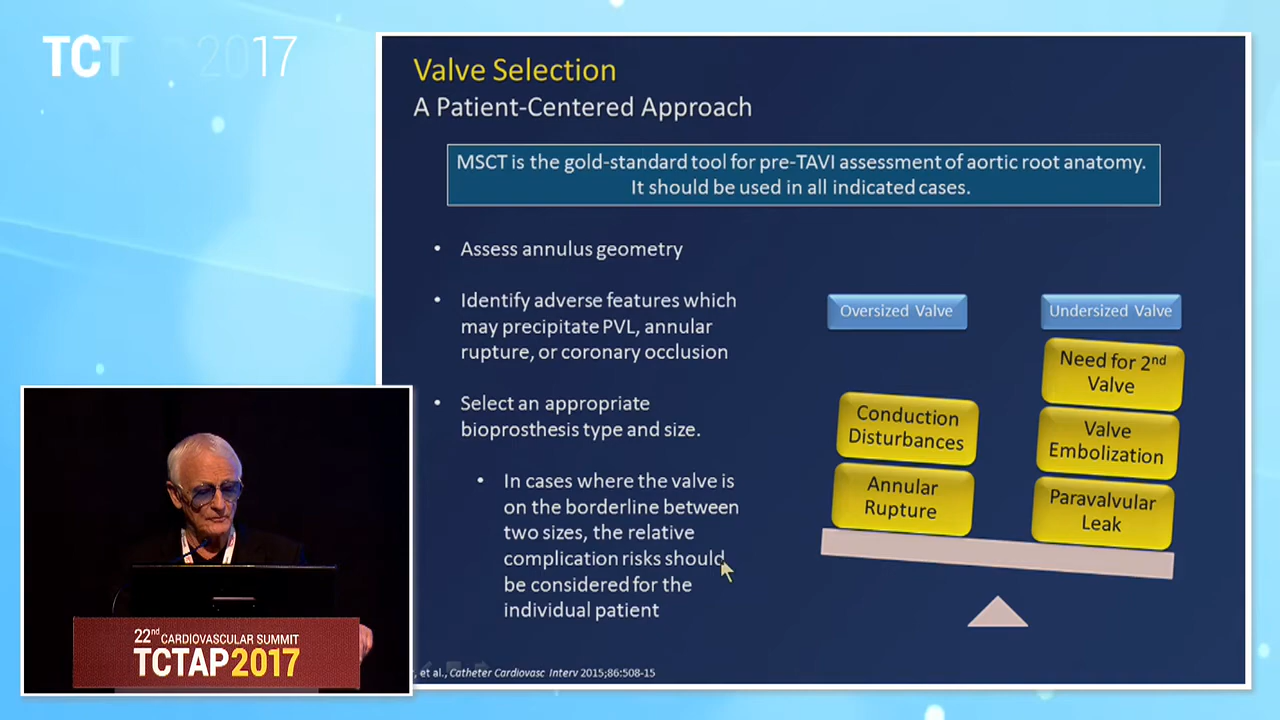 TCTAP 2017
Valve Selection
A Patient-Centered Approach
MSCT is the gold-standard tool for pre-TAVI assessment of aortic root anatomy.
It should be used in all indicated cases.
• Assess annulus geometry
• Identify adverse features which
may precipitate PVL, annular
rupture, or coronary occlusion
• Select an appropriate
bioprosthesis type and size.
• In cases where the valve is
on the borderline between
two sizes, the relative
complication risks should
be considered for the
individual patient
Oversized Valve
Undersized Valve
Need for 2nd
Valve
Conduction
Disturbances
Valve
Embolization
Annular
Rupture
Paravalvular
Leak
, et al., Catheter Cardiovasc Interv 2015;86:508-15
22nd CARDIOVASCULAR SUMMIT
TCTAP2017